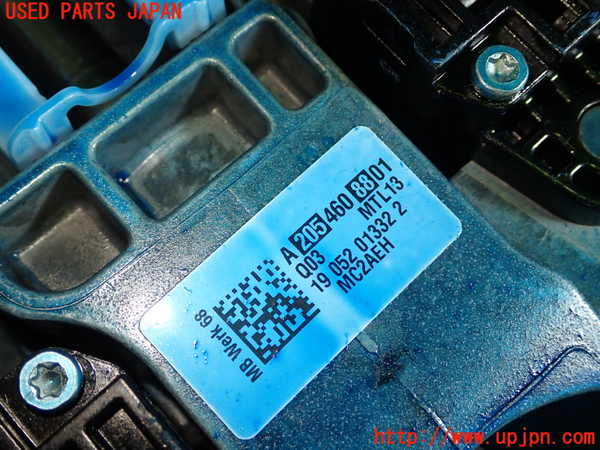 USED PARTS JAPAN
A 205 460 88 01
Q03 MTL13
19 052 01332 2
MC2AEH
MB Werk 68
http://www.upjpn.com/